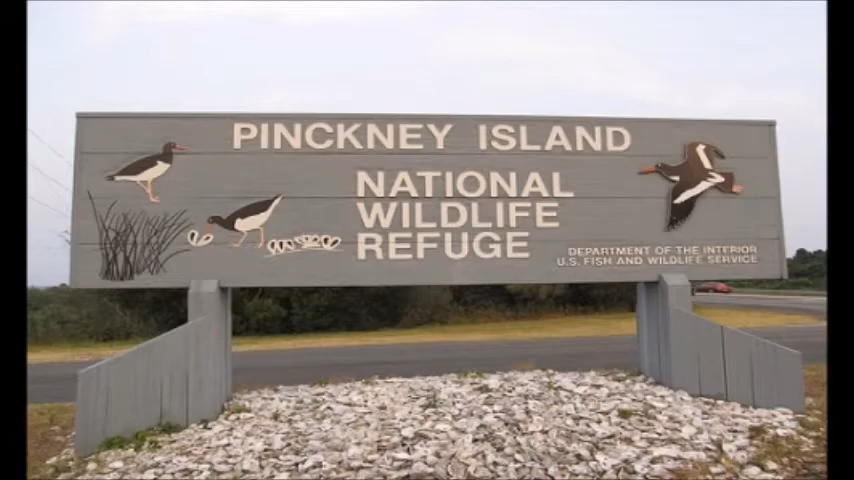 PINCKNEY ISLAND
NATIONAL
WILDLIFE
REFUGE
DEPARTMENT OF THE INTERIOR
U.S. FISH AND WILDLIFE SERVICE